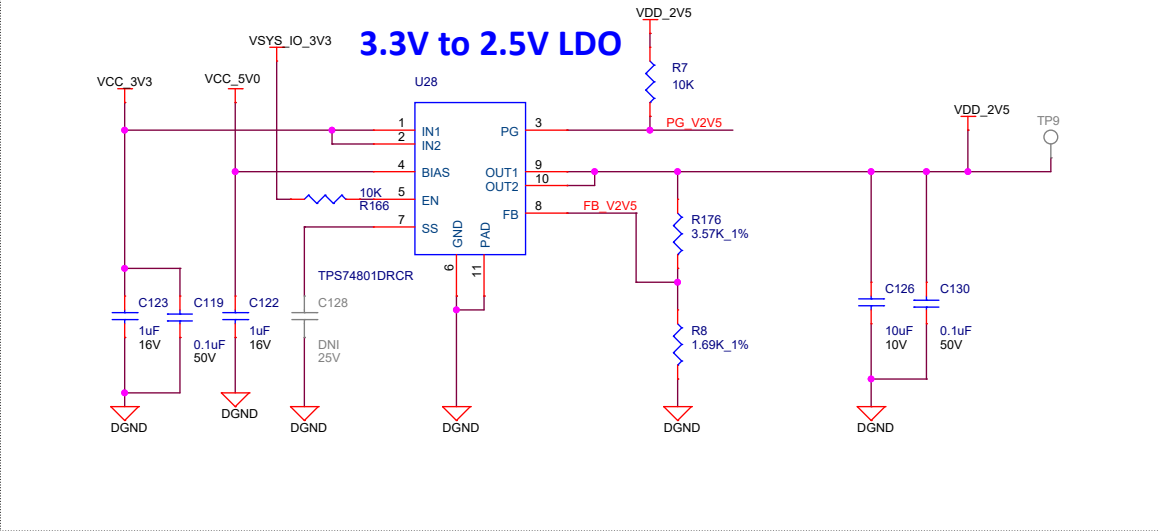 VDD_2V5
3.3V to 2.5V LDO
VSYS_IO_3V3
VCC_3V3
VCC_5V0
U28
R7
10K
VDD_2V5
TP9
1
IN1
2
IN2
PG
3
PG_V2V5
4
BIAS
OUT1
9
OUT2
10
10K
R166
5
EN
FB
8
FB_V2V5
7
SS
GND
PAD
6
11
R176
3.57K_1%
TPS74801DRCR
C123
1uF
16V
C119
0.1uF
50V
C122
1uF
16V
C128
DNI
25V
R8
1.69K_1%
C126
10uF
10V
C130
0.1uF
50V
DGND
DGND
DGND
DGND
DGND
DGND